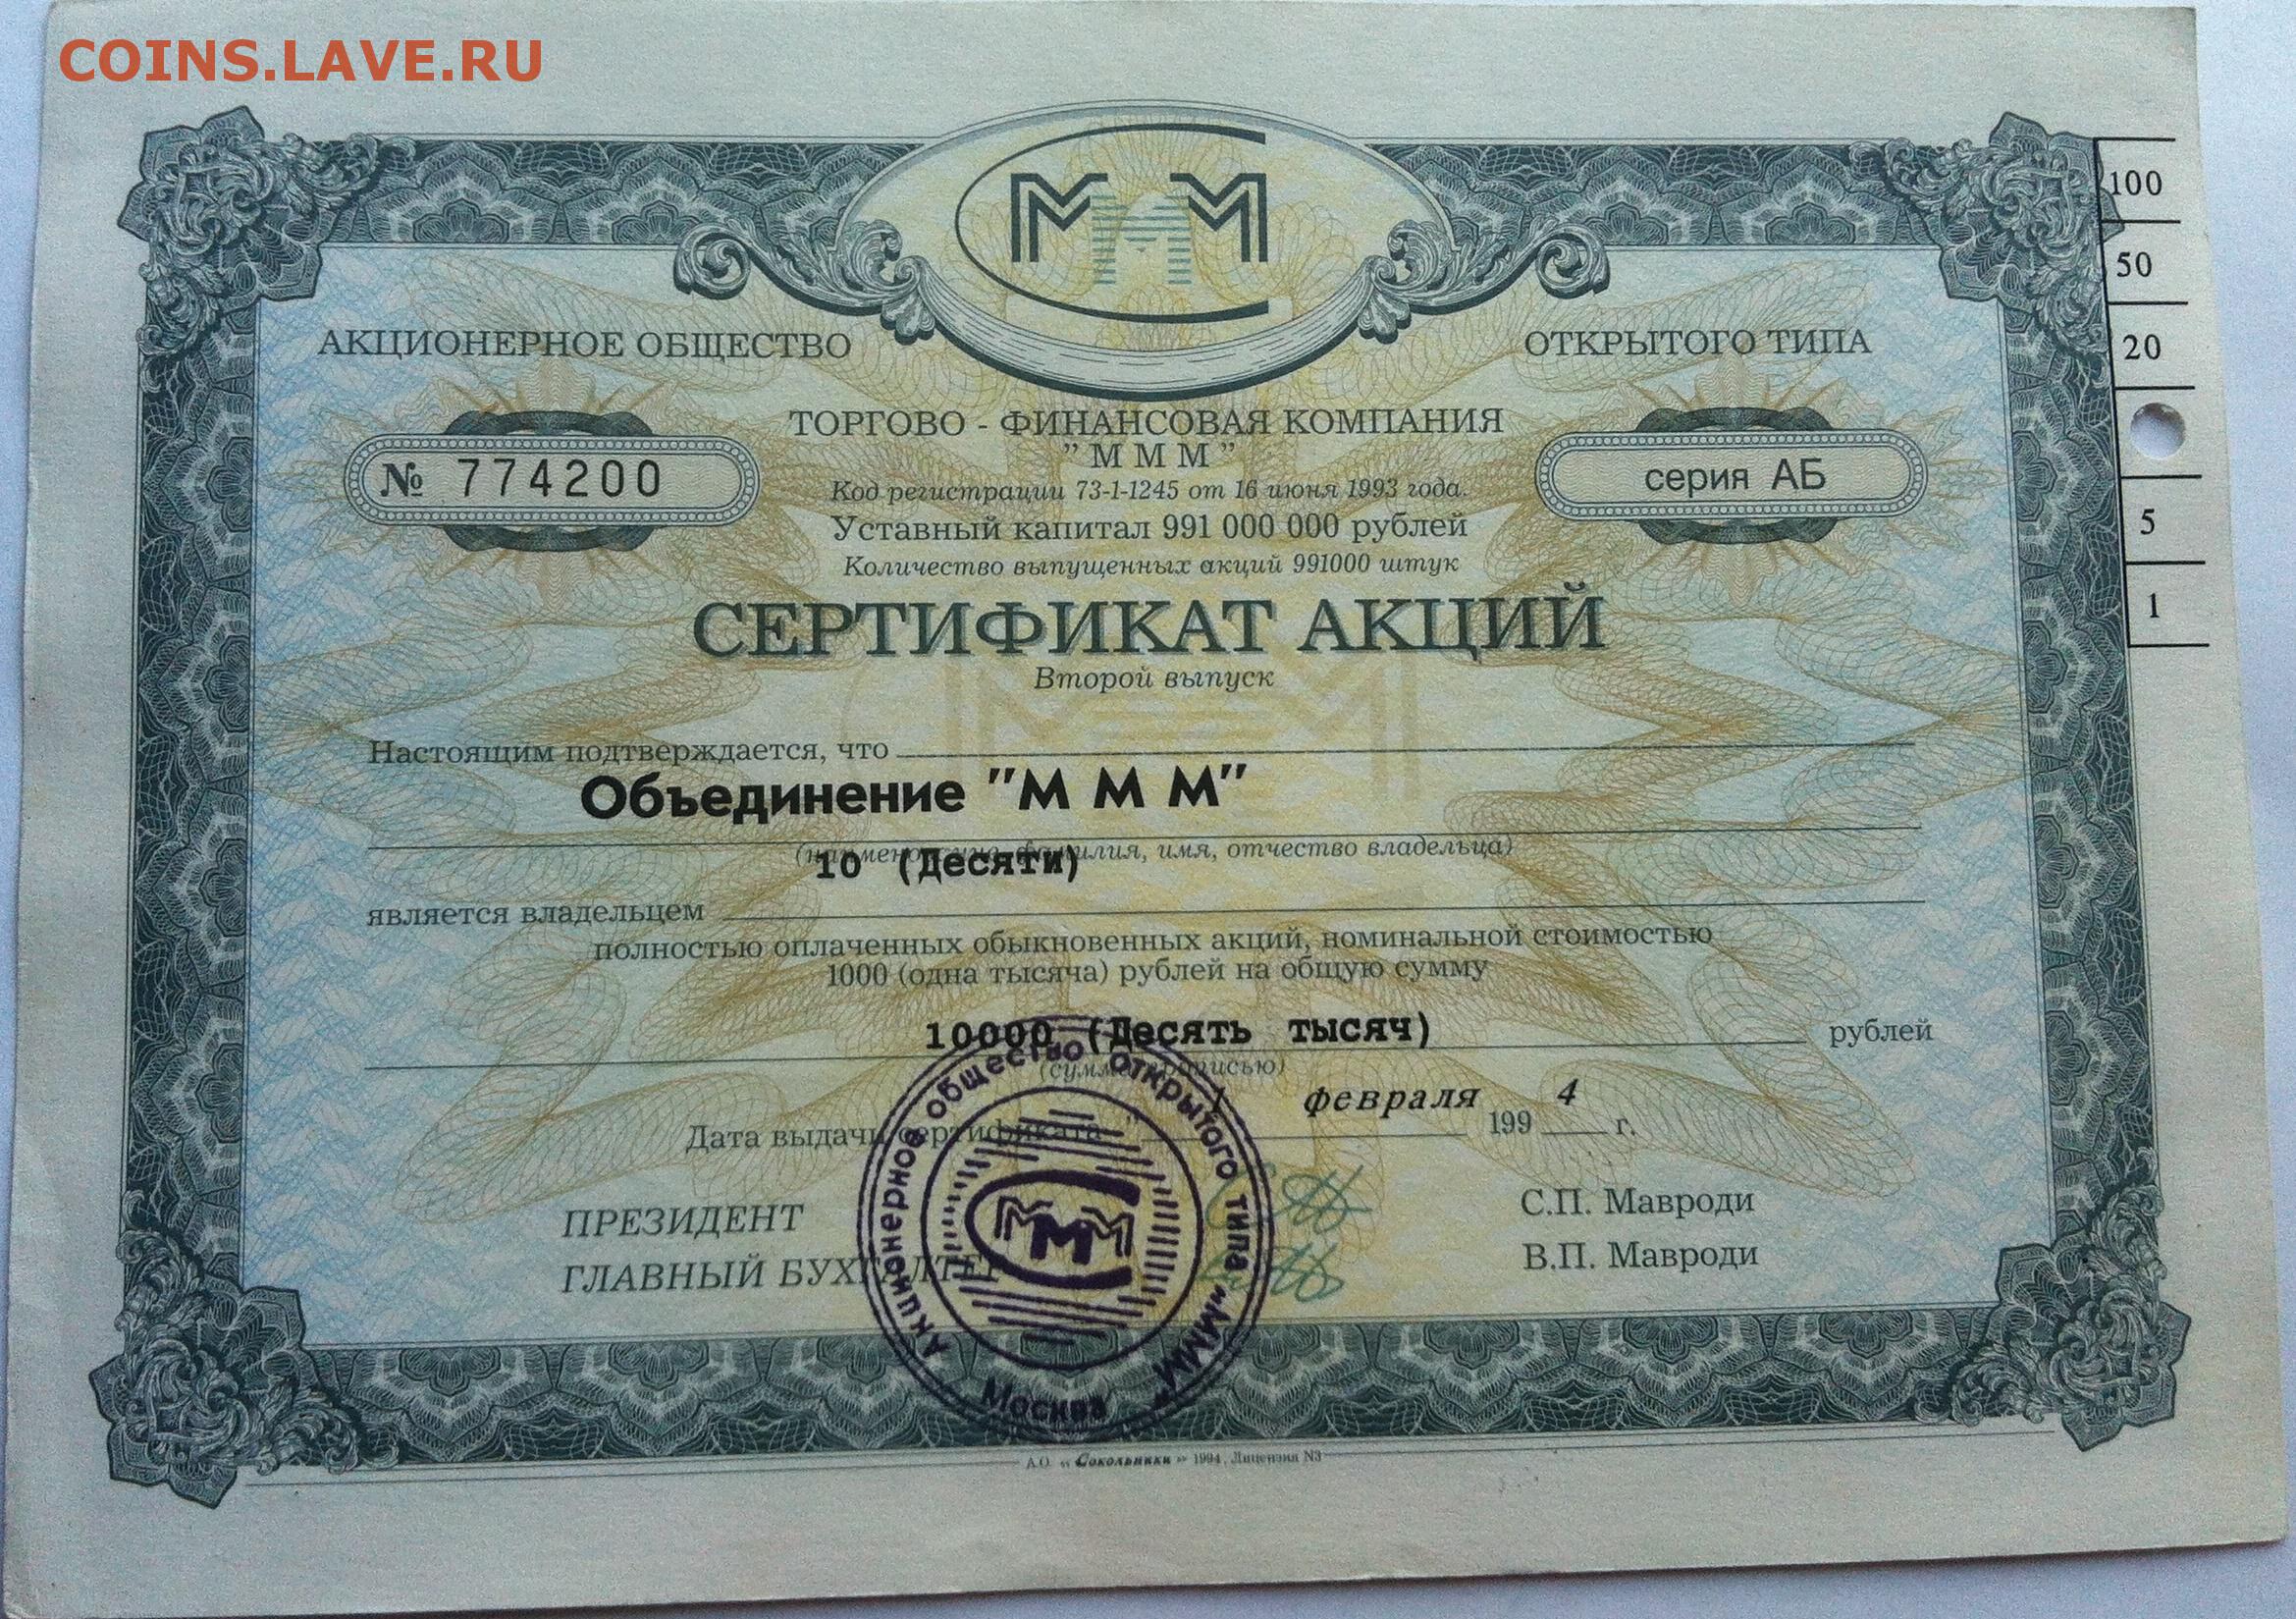 COINS.LAVE.RU
МММ
100
50
20
5
1
АКЦИОНЕРНОЕ ОБЩЕСТВО ОТКРЫТОГО ТИПА
ТОРГОВО - ФИНАНСОВАЯ КОМПАНИЯ
"М М М"
№ 774200
серия АБ
Код регистрации 73-1-1245 от 16 июня 1993 года.
Уставный капитал 991 000 000 рублей
Количество выпущенных акций 991000 штук
СЕРТИФИКАТ АКЦИЙ
Второй выпуск
Настоящим подтверждается, что
Объединение "М М М"
(наименование, фамилия, имя, отчество владельца)
10 (Десяти)
является владельцем
полностью оплаченных обыкновенных акций, номинальной стоимостью
1000 (одна тысяча) рублей на общую сумму
10000 (Десять тысяч) рублей
(сумма прописью)
Дата выдачи сертификата " февраля 199 4 г.
ПРЕЗИДЕНТ С.П. Мавроди
ГЛАВНЫЙ БУХГАЛТЕР В.П. Мавроди
Акционерное общество открытого типа „МММ"
МММ
Москва
А.О. «Сокольники» 1994. Лицензия N3